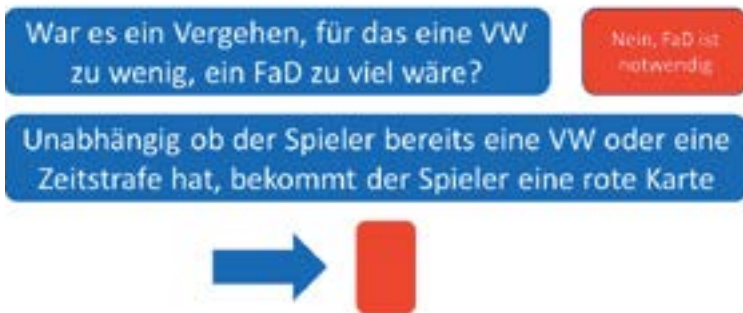 War es ein Vergehen, für das eine VW
zu wenig, ein FaD zu viel wäre?
Nein, FaD ist
notwendig
Unabhängig ob der Spieler bereits eine VW oder eine
Zeitstrafe hat, bekommt der Spieler eine rote Karte